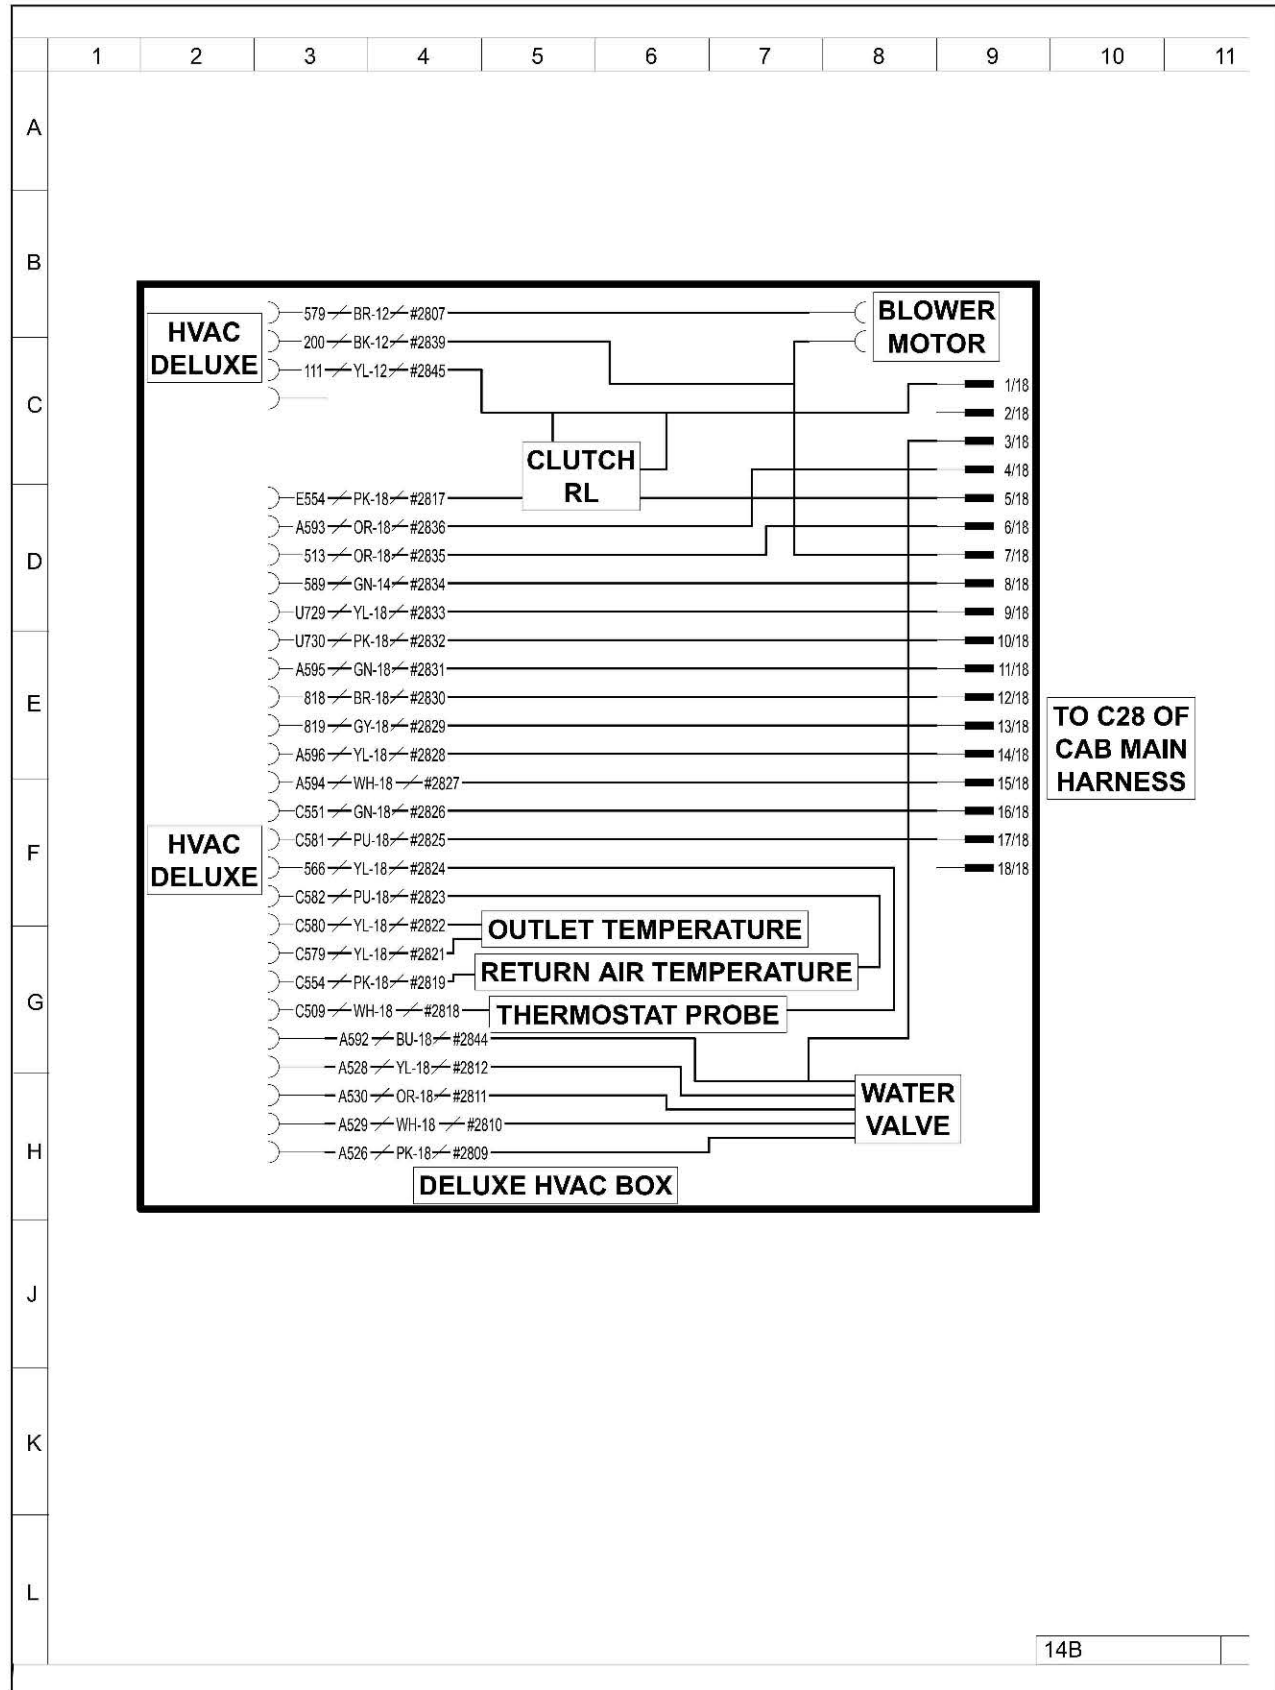 1 2 3 4 5 6 7 8 9 10 11
A
B
C
D
E
F
G
H
J
K
L
HVAC
DELUXE
579 BR-12 #2807
200 BK-12 #2839
111 YL-12 #2845
BLOWER
MOTOR
CLUTCH
RL
E554 PK-18 #2817
A593 OR-18 #2836
513 OR-18 #2835
589 GN-14 #2834
U729 YL-18 #2833
U730 PK-18 #2832
A595 GN-18 #2831
818 BR-18 #2830
819 GY-18 #2829
A596 YL-18 #2828
A594 WH-18 #2827
C551 GN-18 #2826
C581 PU-18 #2825
566 YL-18 #2824
C582 PU-18 #2823
C580 YL-18 #2822
C579 YL-18 #2821
C554 PK-18 #2819
C509 WH-18 #2818
A592 BU-18 #2844
A528 YL-18 #2812
A530 OR-18 #2811
A529 WH-18 #2810
A526 PK-18 #2809
HVAC
DELUXE
OUTLET TEMPERATURE
RETURN AIR TEMPERATURE
THERMOSTAT PROBE
WATER
VALVE
DELUXE HVAC BOX
1/18
2/18
3/18
4/18
5/18
6/18
7/18
8/18
9/18
10/18
11/18
12/18
13/18
14/18
15/18
16/18
17/18
18/18
TO C28 OF
CAB MAIN
HARNESS
14B